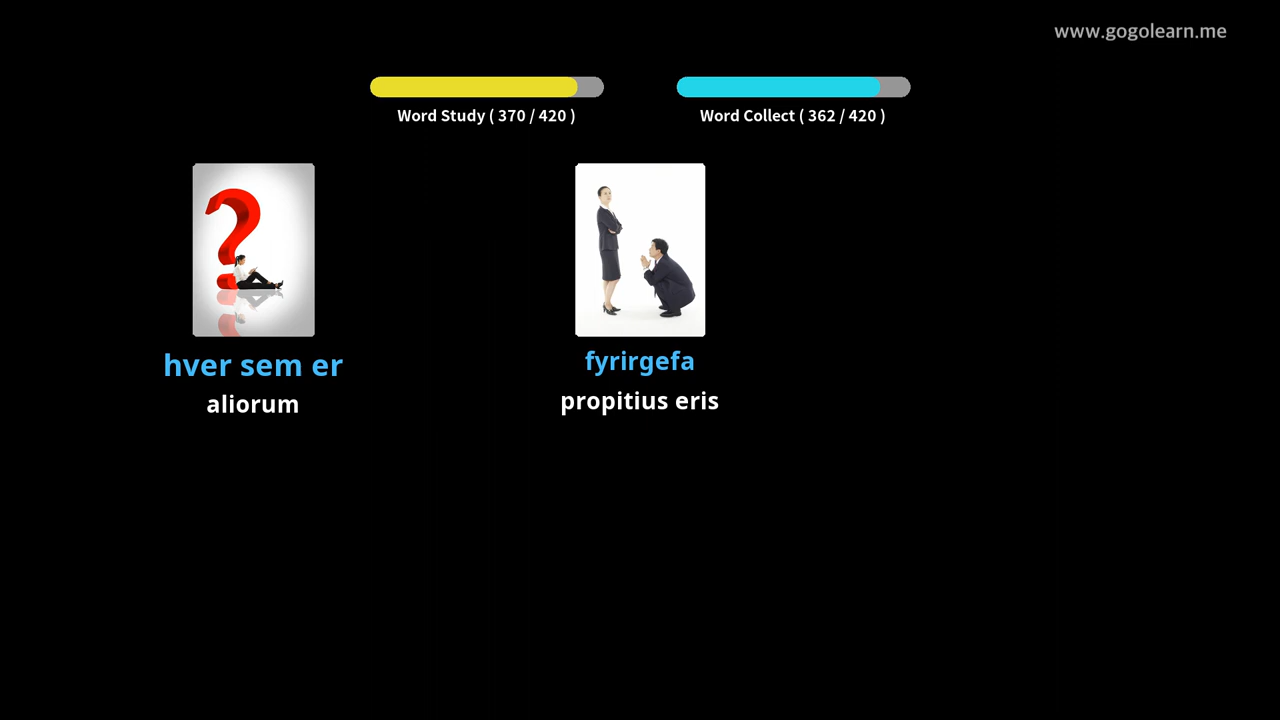 www.gogolearn.me
Word Study ( 370 / 420 )
Word Collect ( 362 / 420 )
hver sem er
aliorum
fyrirgefa
propitius eris